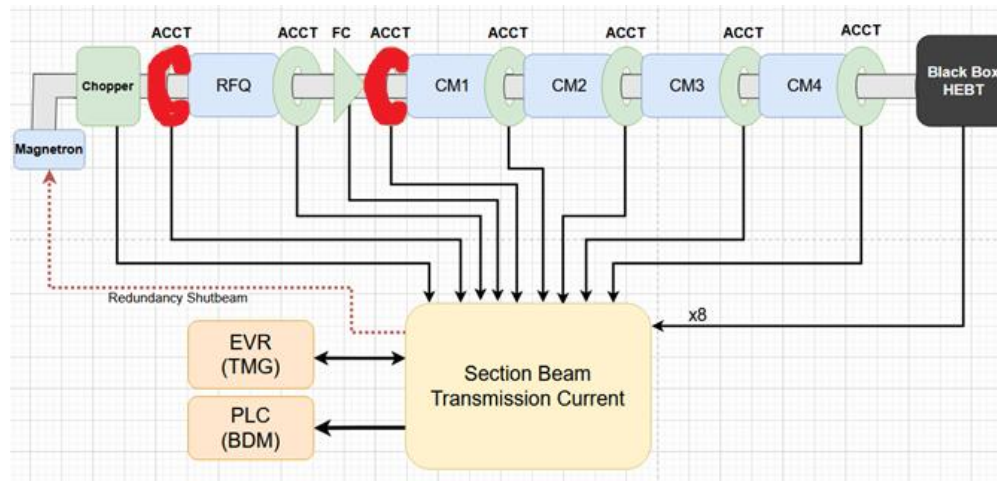 ACCT
ACCT
FC
ACCT
ACCT
ACCT
ACCT
ACCT
Chopper
RFQ
CM1
CM2
CM3
CM4
Black Box
HEBT
Magnetron
Redundancy Shutbeam
x8
EVR
(TMG)
Section Beam
Transmission Current
PLC
(BDM)